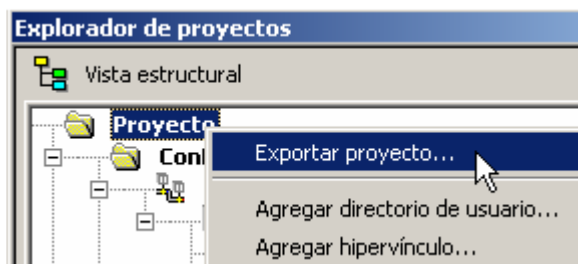 Explorador de proyectos
Vista estructural
Proyecto
Exportar proyecto...
Agregar directorio de usuario...
Agregar hipervínculo...